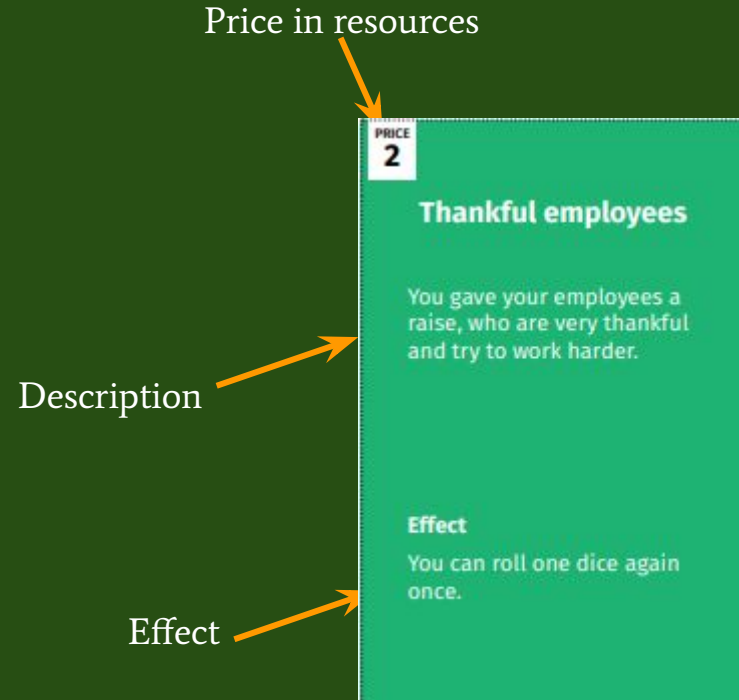 Price in resources
PRICE
2
Thankful employees
You gave your employees a
raise, who are very thankful
and try to work harder.
Description
Effect
You can roll one dice again
once.
Effect